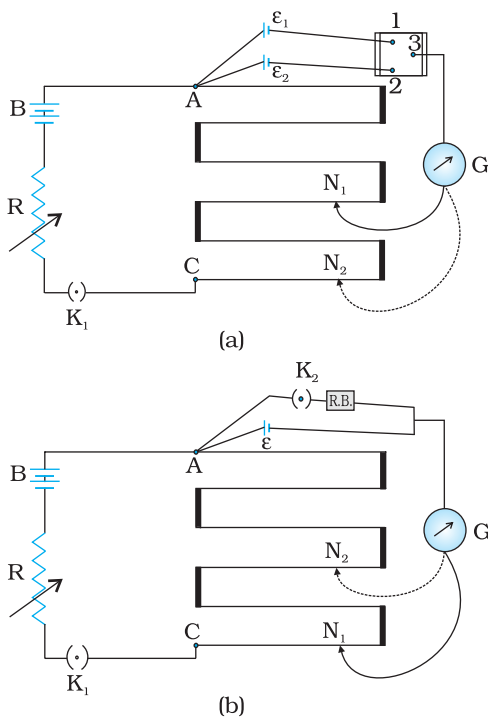 ε₁
1
3
ε₂
2
A
B
G
N₁
R
C
N₂
K₁
(a)
K₂
R.B.
ε
A
B
G
N₂
R
C
N₁
K₁
(b)